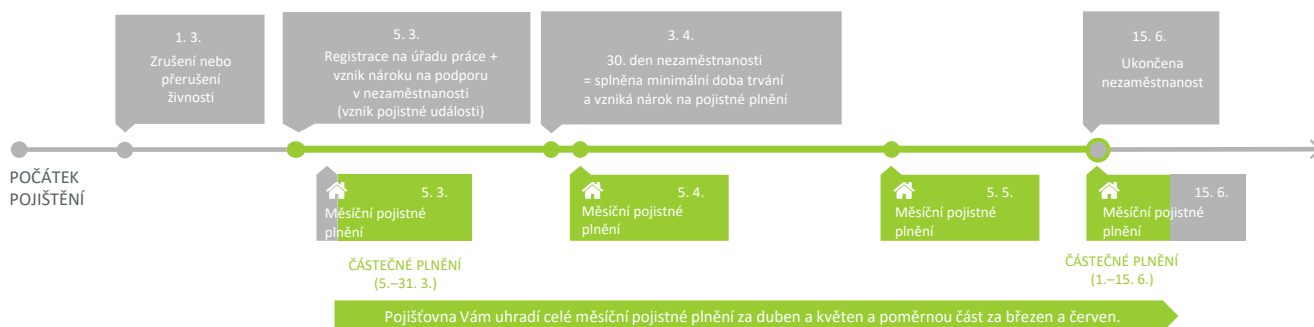 1. 3.
Zrušení nebo
přerušení
živnosti
5. 3.
Registrace na úřadu práce +
vznik nároku na podporu
v nezaměstnanosti
(vznik pojistné události)
3. 4.
30. den nezaměstnanosti
= splněna minimální doba trvání
a vzniká nárok na pojistné plnění
15. 6.
Ukončena
nezaměstnanost
POČÁTEK
POJIŠTĚNÍ
5. 3.
Měsíční pojistné
plnění
5. 4.
Měsíční pojistné
plnění
5. 5.
Měsíční pojistné
plnění
15. 6.
Měsíční pojistné
plnění
ČÁSTEČNÉ PLNĚNÍ
(5.–31. 3.)
ČÁSTEČNÉ PLNĚNÍ
(1.–15. 6.)
Pojišťovna Vám uhradí celé měsíční pojistné plnění za duben a květen a poměrnou část za březen a červen.